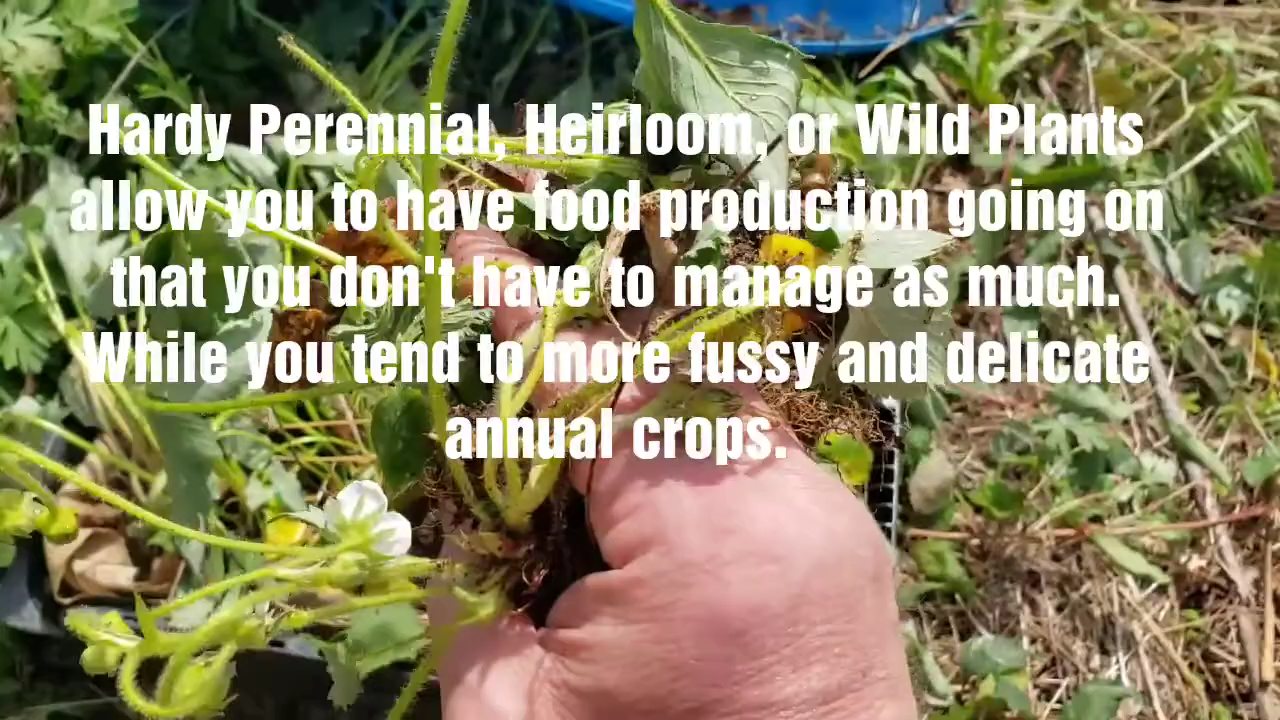 Hardy Perennial, Heirloom, or Wild Plants
allow you to have food production going on
that you don't have to manage as much.
While you tend to more fussy and delicate
annual crops.